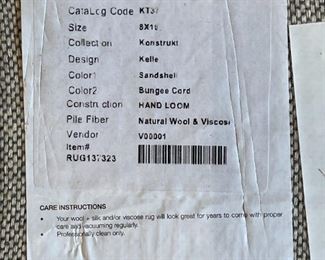 CataLog Code KT37
Size 8X10
Collection Konstrukt
Design Kelle
Color1 Sandshell
Color2 Bungee Cord
Construction HAND LOOM
Pile Fiber Natural Wool & Viscose
Vendor V00001
Item#
RUG137323
CARE INSTRUCTIONS
• Your wool + silk and/or viscose rug will look great for years to come with proper
care and vacuuming regularly.
• Professionally clean only.